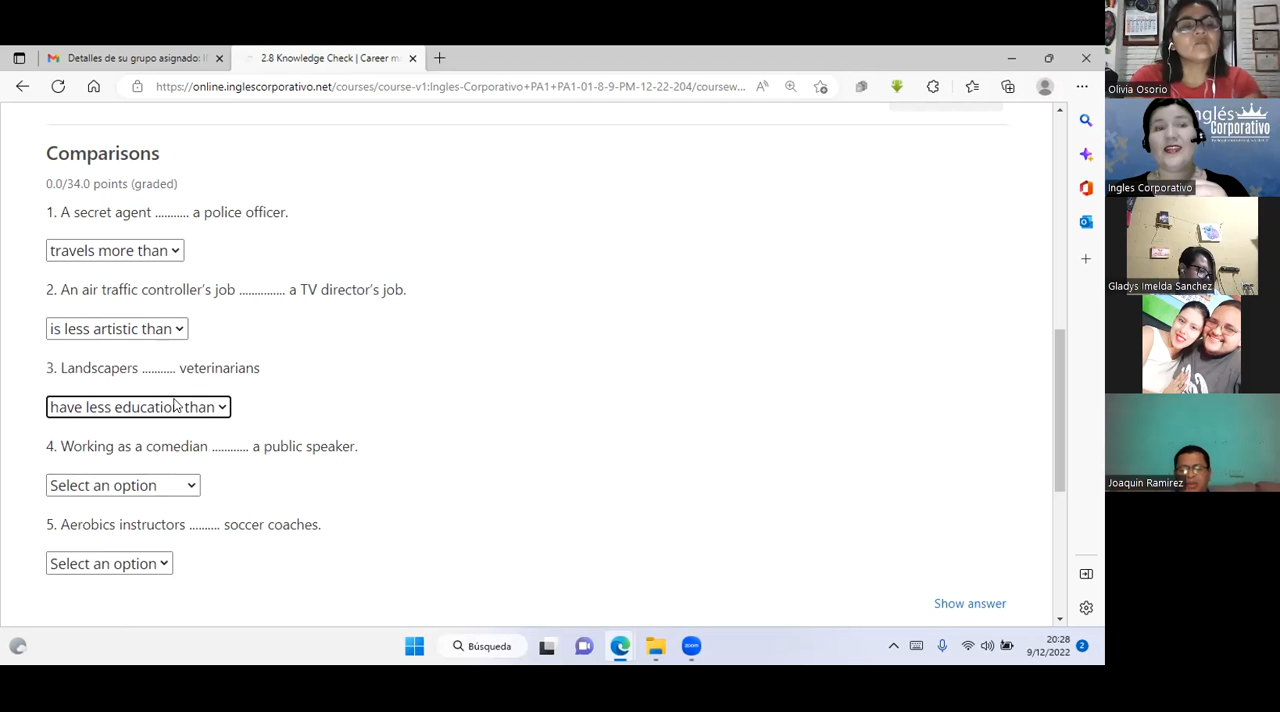 Detalles de su grupo asignado: I
2.8 Knowledge Check | Career m
https://online.inglescorporativo.net/courses/course-v1:Ingles-Corporativo+PA1+PA1-01-8-9-PM-12-22-204/coursew...
Comparisons
0.0/34.0 points (graded)
1. A secret agent ........... a police officer.
travels more than
2. An air traffic controller's job ............... a TV director's job.
is less artistic than
3. Landscapers ........... veterinarians
have less education than
4. Working as a comedian ............ a public speaker.
Select an option
5. Aerobics instructors .......... soccer coaches.
Select an option
Show answer
Búsqueda
zoom
20:28
9/12/2022
2
Olivia Osorio
nglés
Corporativo
Ingles Corporativo
Gladys Imelda Sanchez
Joaquin Ramirez